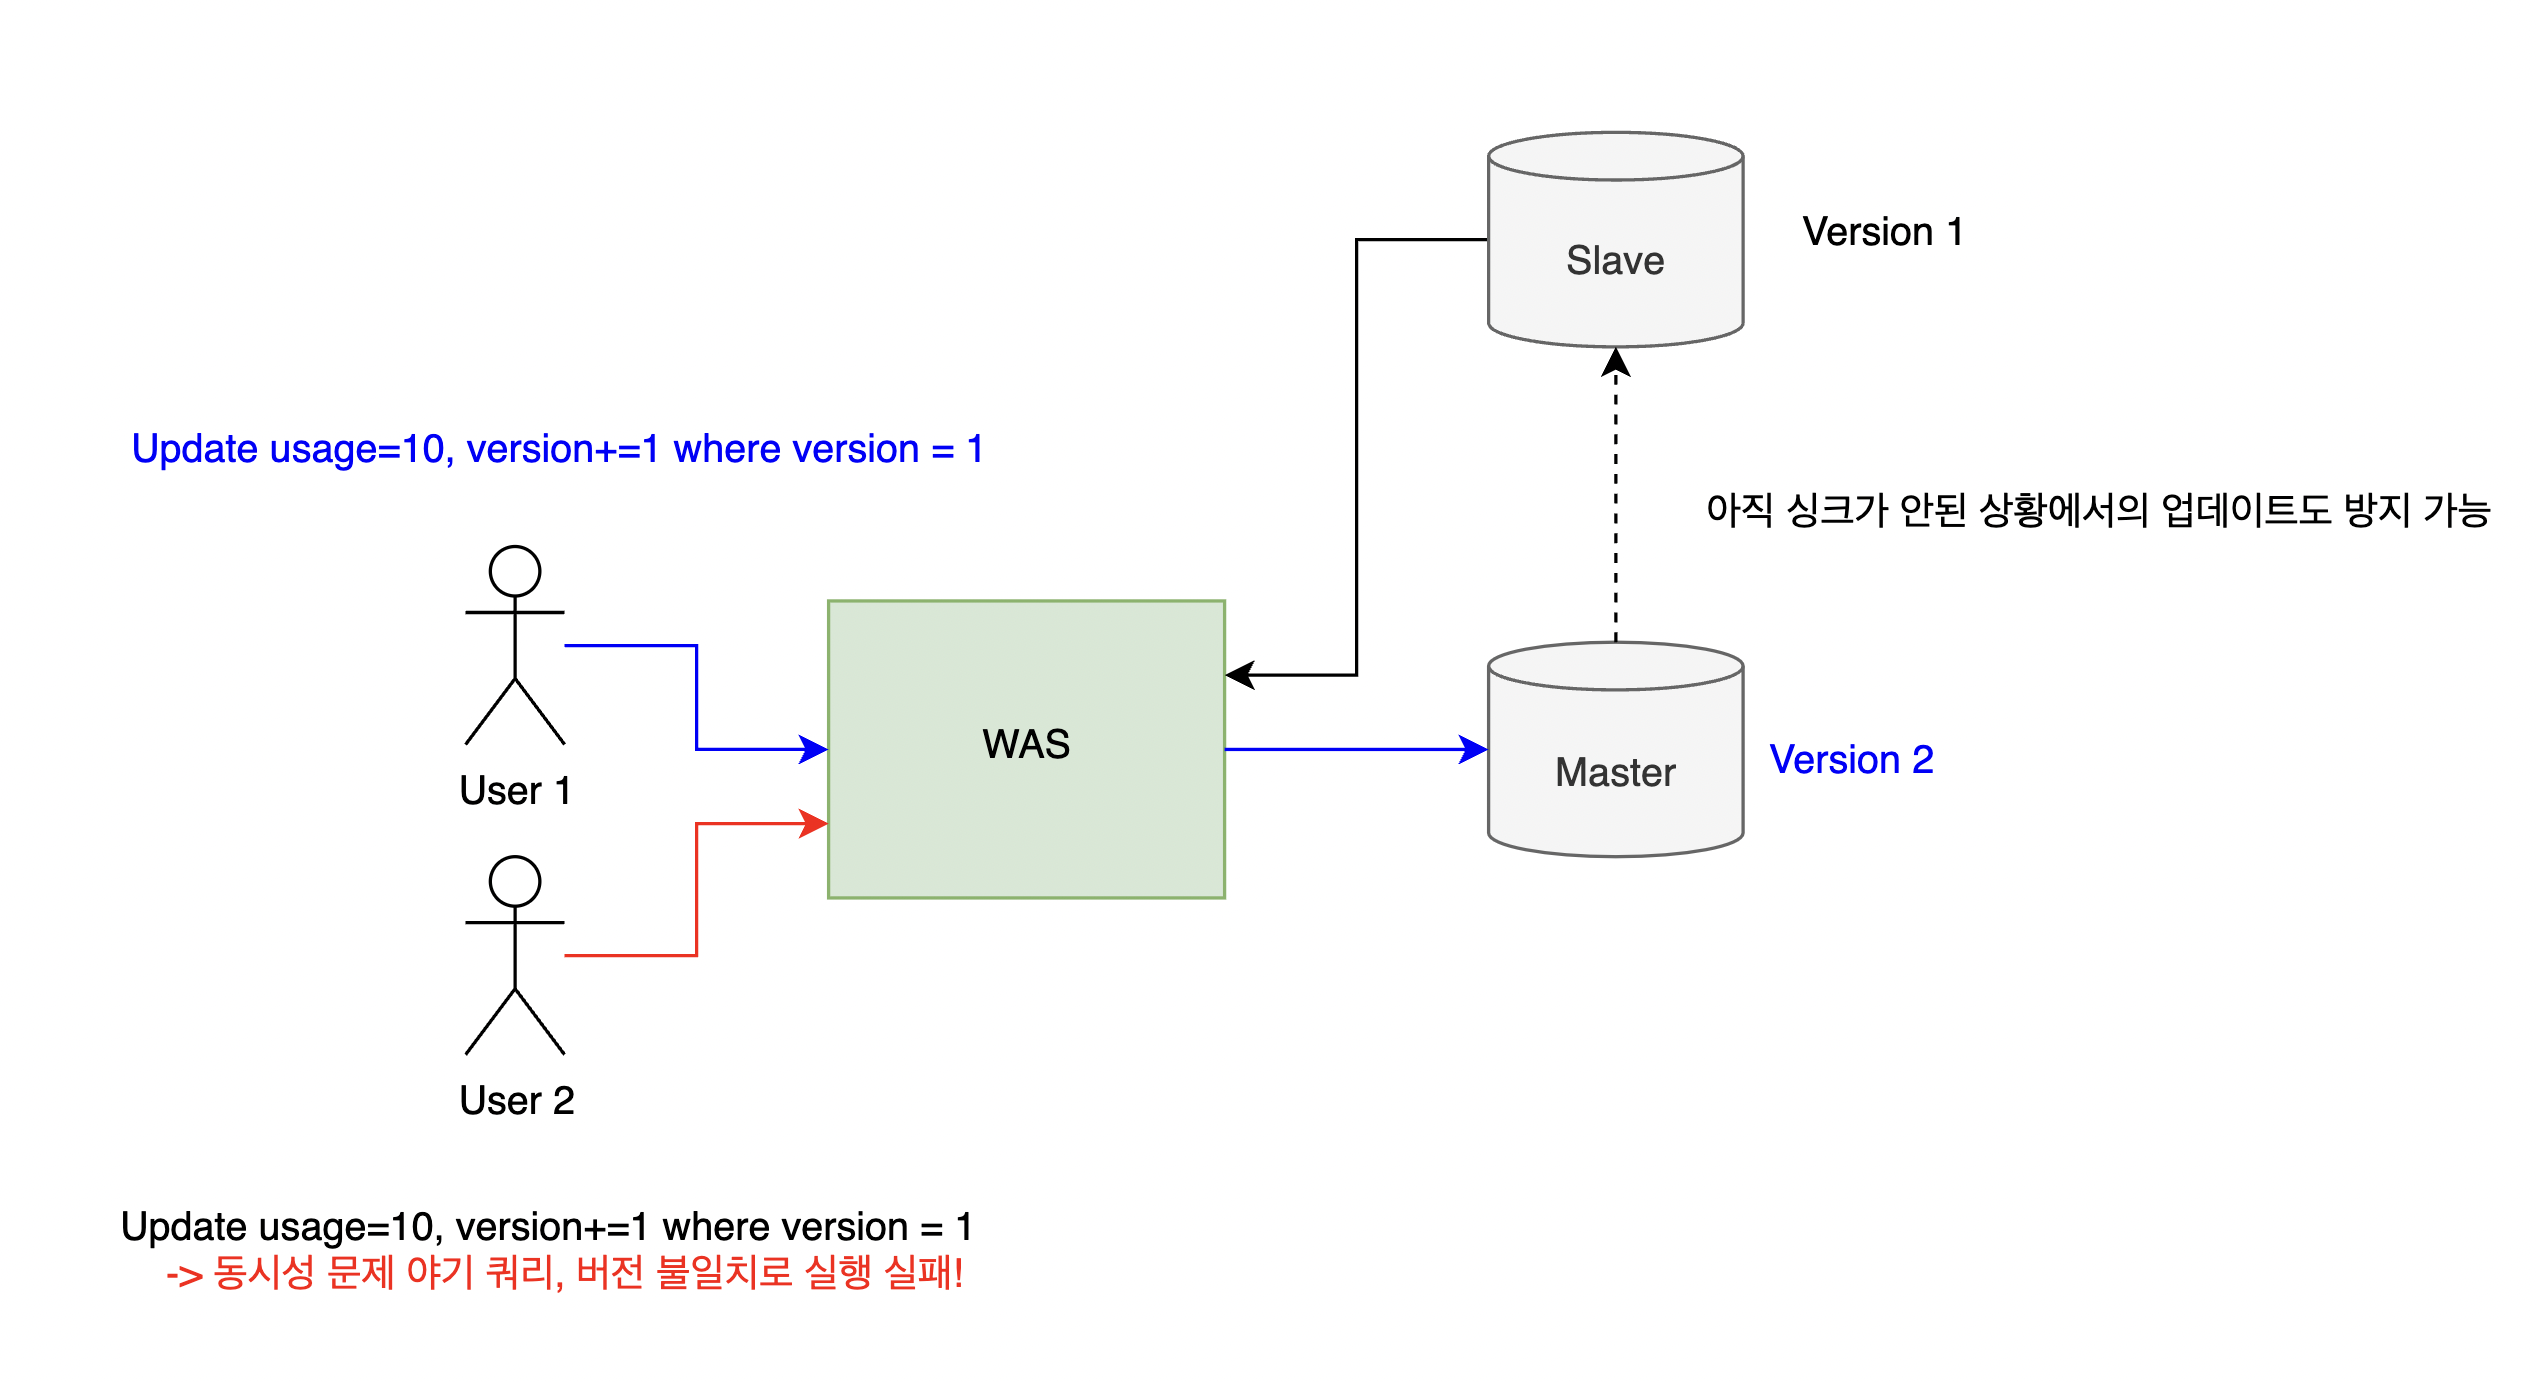 Slave
Version 1
Update usage=10, version+=1 where version = 1
아직 싱크가 안된 상황에서의 업데이트도 방지 가능
WAS
Master
Version 2
User 1
User 2
Update usage=10, version+=1 where version = 1
-> 동시성 문제 야기 쿼리, 버전 불일치로 실행 실패!